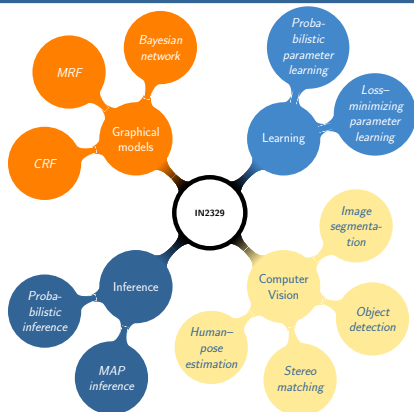 Bayesian
network
MRF
CRF
Graphical
models
Proba-
bilistic
parameter
learning
Loss–
minimizing
parameter
learning
Learning
IN2329
Inference
Proba-
bilistic
inference
MAP
inference
Computer
Vision
Image
segmenta-
tion
Object
detection
Stereo
matching
Human–
pose
estimation